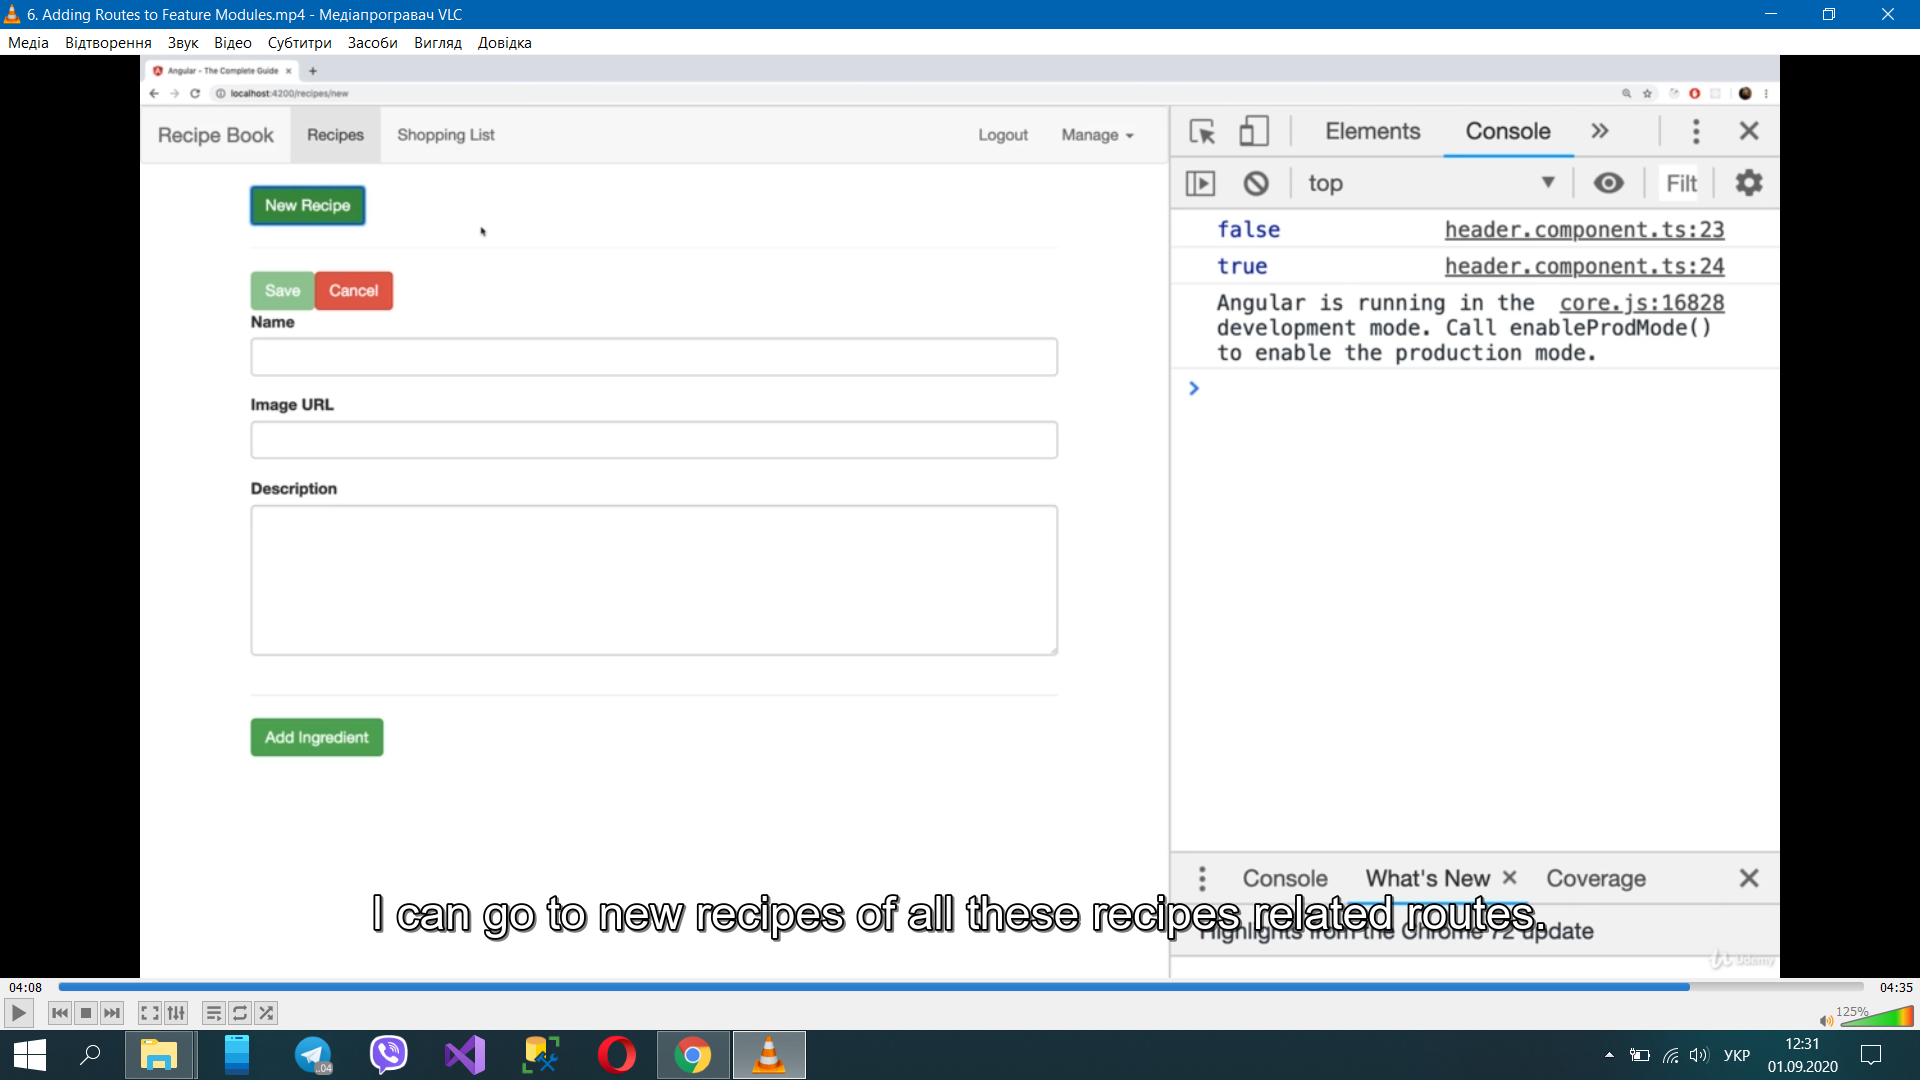 6. Adding Routes to Feature Modules.mp4 - Медіапрогравач VLC
Медіа Відтворення Звук Відео Субтитри Засоби Вигляд Довідка
Angular - The Complete Guide
localhost:4200/recipes/new
Recipe Book Recipes Shopping List Logout Manage
New Recipe
Save Cancel
Name
Image URL
Description
Add Ingredient
Elements Console
top Filt
false header.component.ts:23
true header.component.ts:24
Angular is running in the core.js:16828
development mode. Call enableProdMode()
to enable the production mode.
Console What's New Coverage
Highlights from the Chrome 72 update
I can go to new recipes of all these recipes related routes.
Udemy
04:08 04:35
125%
..04
УКР
12:31
01.09.2020